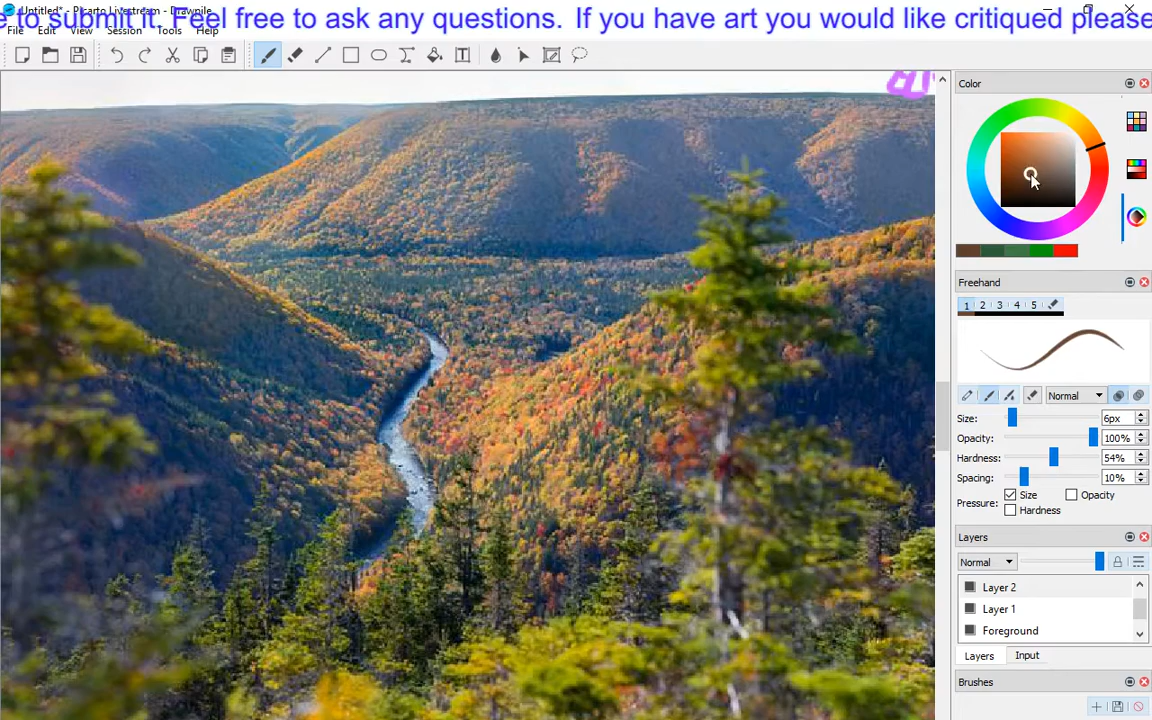 Untitled* - Picarto Livestream - Drawpile
e to submit it. Feel free to ask any questions. If you have art you would like critiqued please
File Edit View Session Tools Help
Color
Freehand
1 2 3 4 5
Normal
Size: 6px
Opacity: 100%
Hardness: 54%
Spacing: 10%
Pressure: Size Opacity
Hardness
Layers
Normal
Layer 2
Layer 1
Foreground
Layers Input
Brushes